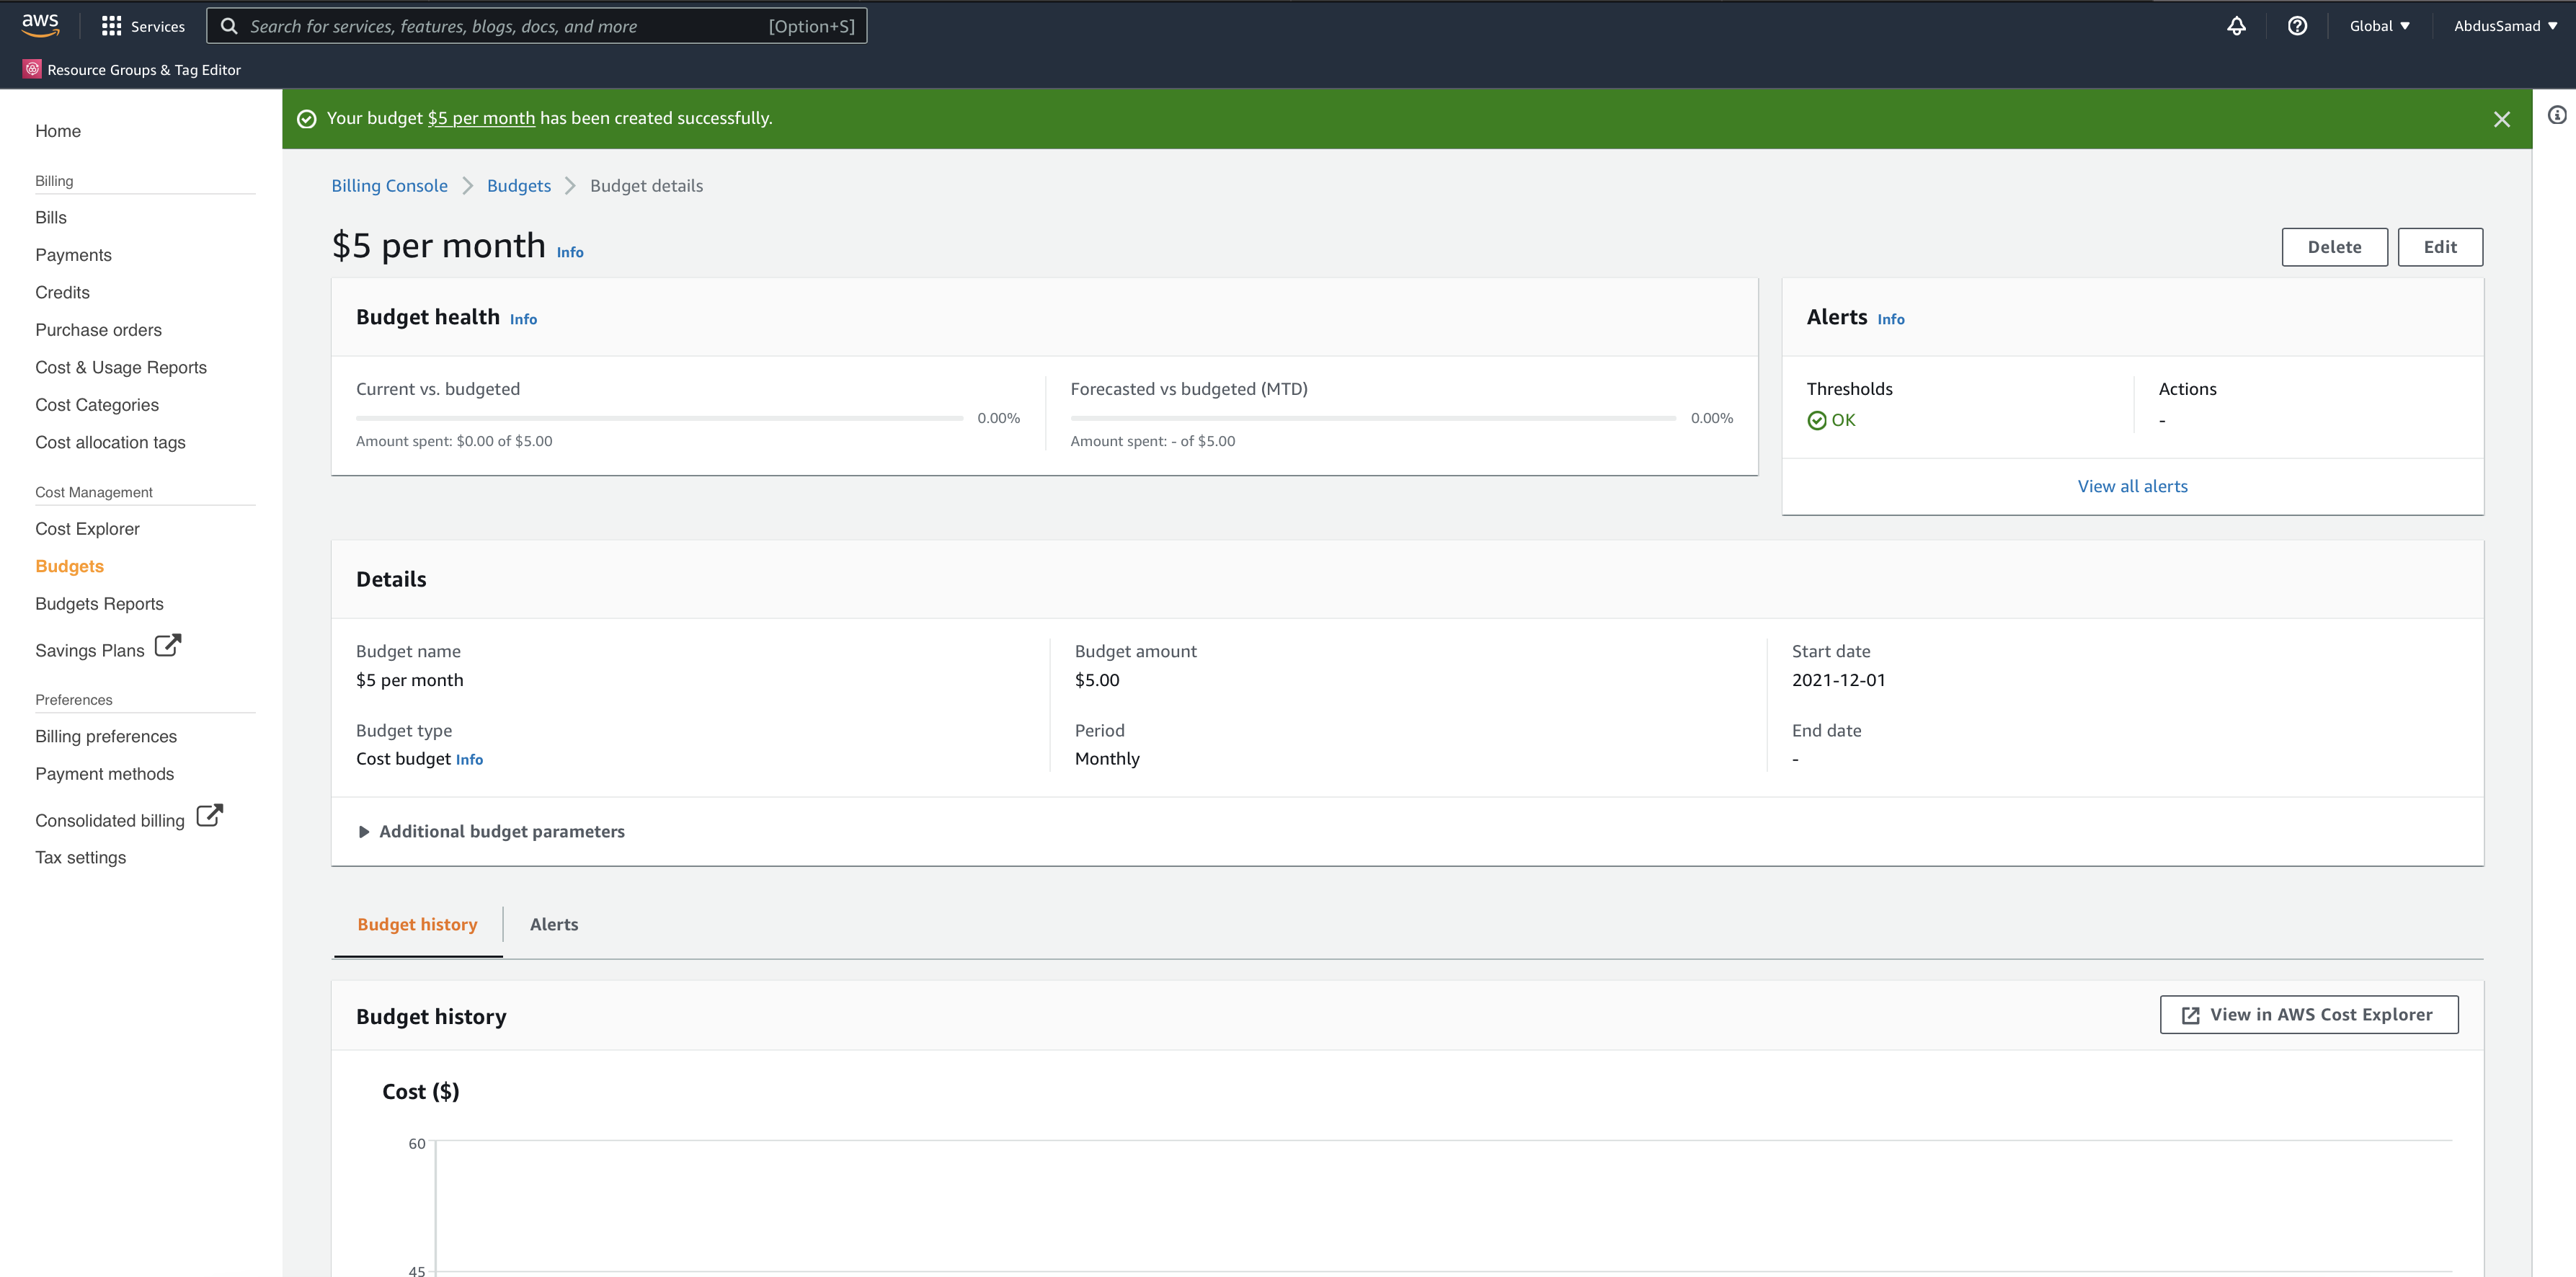 aws Services Search for services, features, blogs, docs, and more [Option+S] Global AbdusSamad
Resource Groups & Tag Editor
Home
Billing
Bills
Payments
Credits
Purchase orders
Cost & Usage Reports
Cost Categories
Cost allocation tags
Cost Management
Cost Explorer
Budgets
Budgets Reports
Savings Plans
Preferences
Billing preferences
Payment methods
Consolidated billing
Tax settings
Your budget $5 per month has been created successfully.
Billing Console Budgets Budget details
$5 per month Info
Delete Edit
Budget health Info
Current vs. budgeted
0.00%
Amount spent: $0.00 of $5.00
Forecasted vs budgeted (MTD)
0.00%
Amount spent: - of $5.00
Alerts Info
Thresholds
OK
Actions
-
View all alerts
Details
Budget name
$5 per month
Budget type
Cost budget Info
Budget amount
$5.00
Period
Monthly
Start date
2021-12-01
End date
-
Additional budget parameters
Budget history Alerts
Budget history
View in AWS Cost Explorer
Cost ($)
60
45